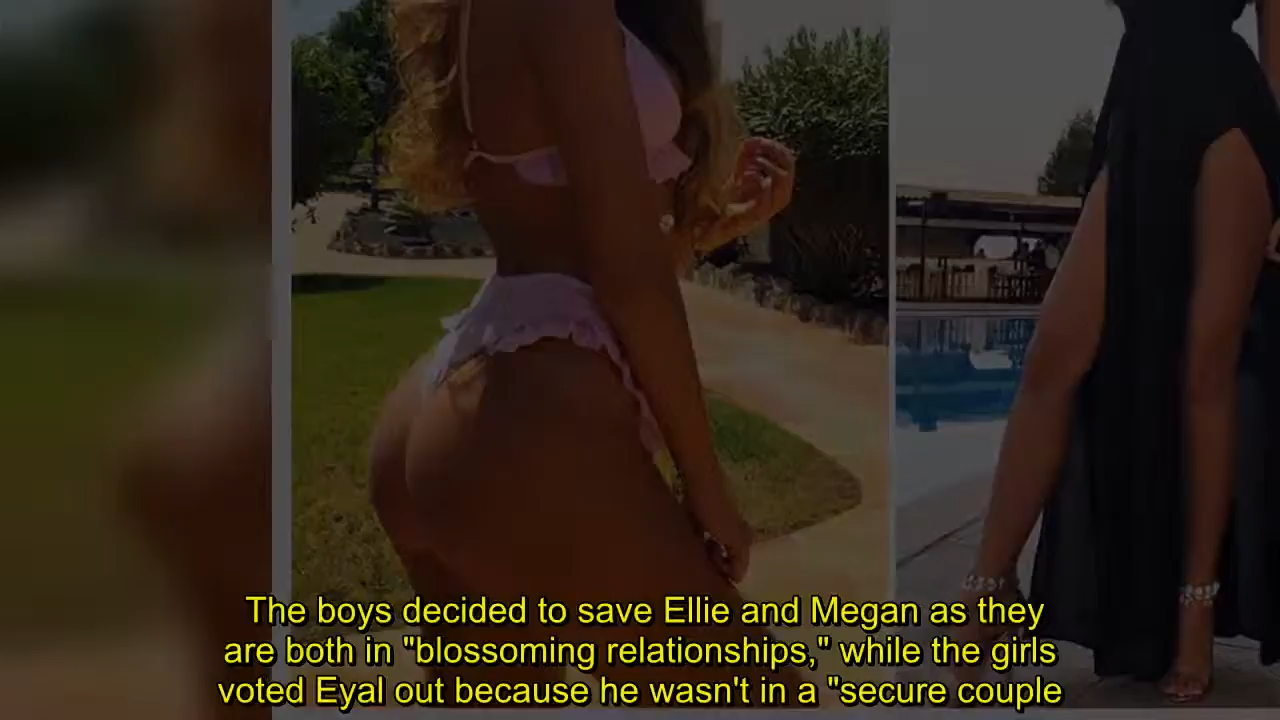 The boys decided to save Ellie and Megan as they
are both in "blossoming relationships," while the girls
voted Eyal out because he wasn't in a "secure couple